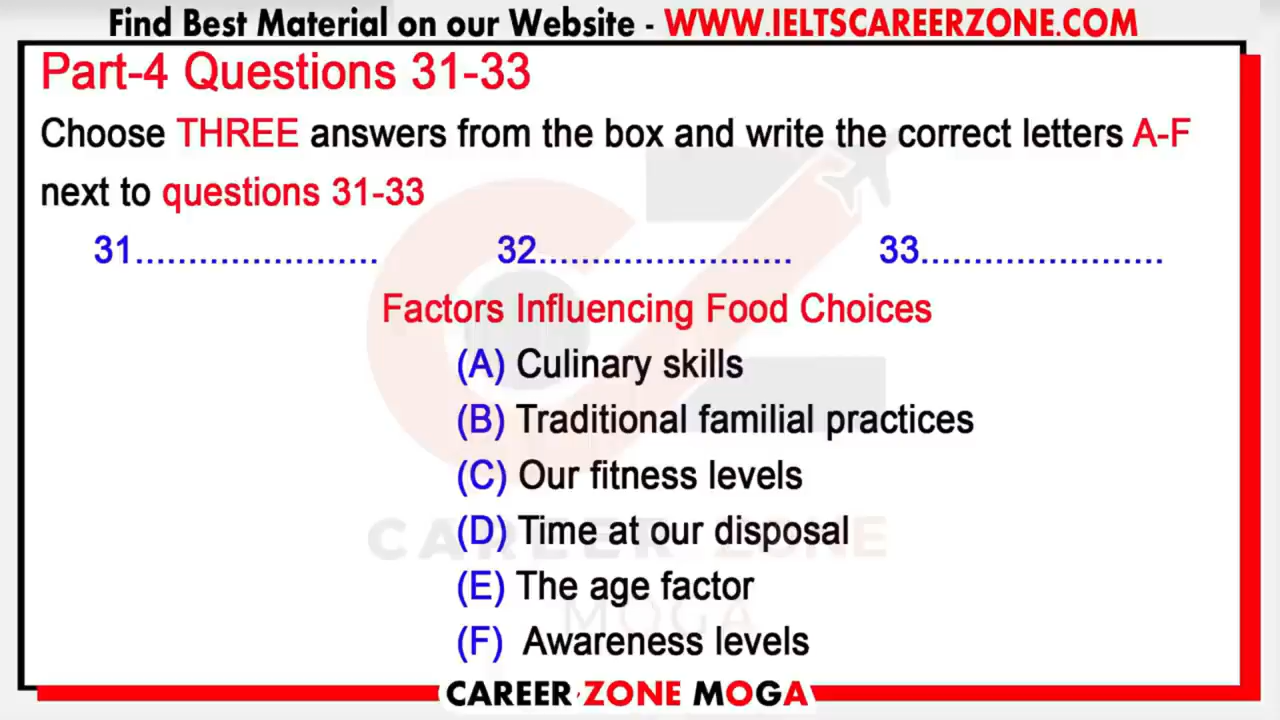 Find Best Material on our Website - WWW.IELTSCAREERZONE.COM
Part-4 Questions 31-33
Choose THREE answers from the box and write the correct letters A-F
next to questions 31-33
31....................... 32........................ 33.......................
Factors Influencing Food Choices
(A) Culinary skills
(B) Traditional familial practices
(C) Our fitness levels
(D) Time at our disposal
(E) The age factor
(F) Awareness levels
CAREER ZONE
MOGA
CAREER ZONE MOGA